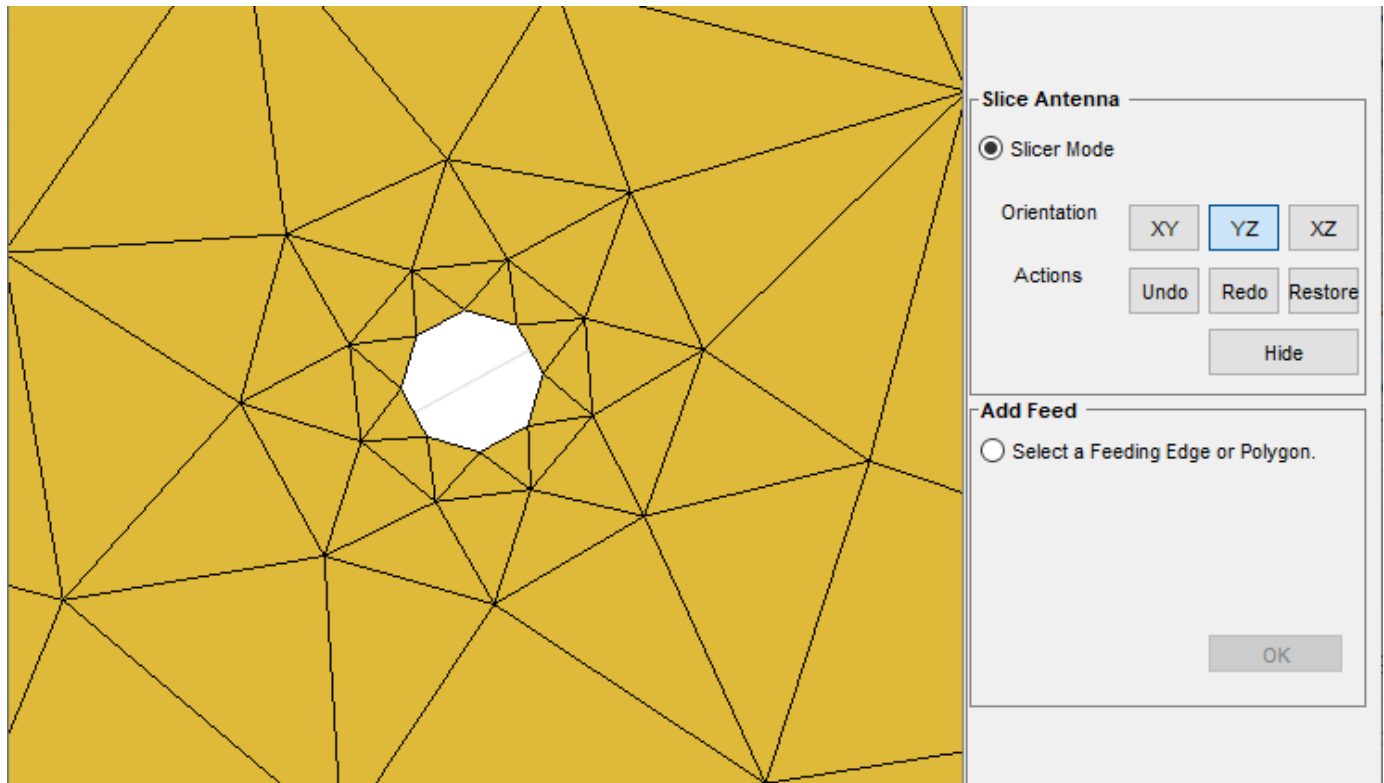 Slice Antenna
Slicer Mode
Orientation
XY
YZ
XZ
Actions
Undo
Redo
Restore
Hide
Add Feed
Select a Feeding Edge or Polygon.
OK